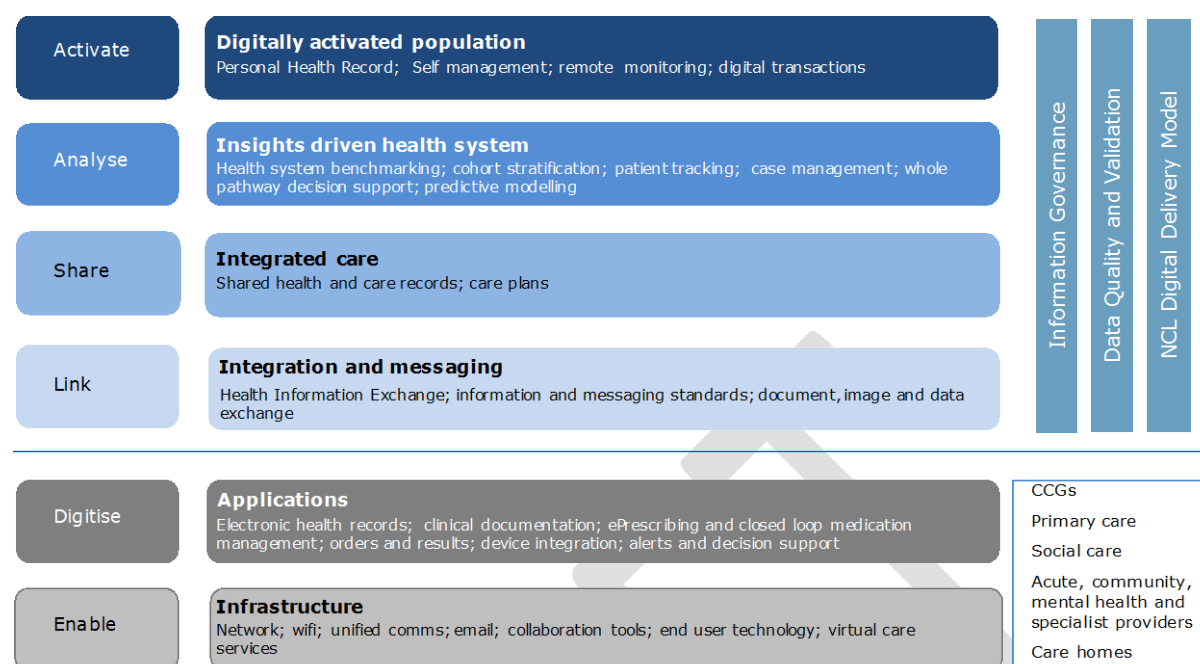 Activate
Digitally activated population
Personal Health Record; Self management; remote monitoring; digital transactions
Analyse
Insights driven health system
Health system benchmarking; cohort stratification; patient tracking; case management; whole
pathway decision support; predictive modelling
Share
Integrated care
Shared health and care records; care plans
Link
Integration and messaging
Health Information Exchange; information and messaging standards; document, image and data
exchange
Information Governance
Data Quality and Validation
NCL Digital Delivery Model
Digitise
Applications
Electronic health records; clinical documentation; ePrescribing and closed loop medication
management; orders and results; device integration; alerts and decision support
Enable
Infrastructure
Network; wifi; unified comms; email; collaboration tools; end user technology; virtual care
services
CCGs
Primary care
Social care
Acute, community,
mental health and
specialist providers
Care homes